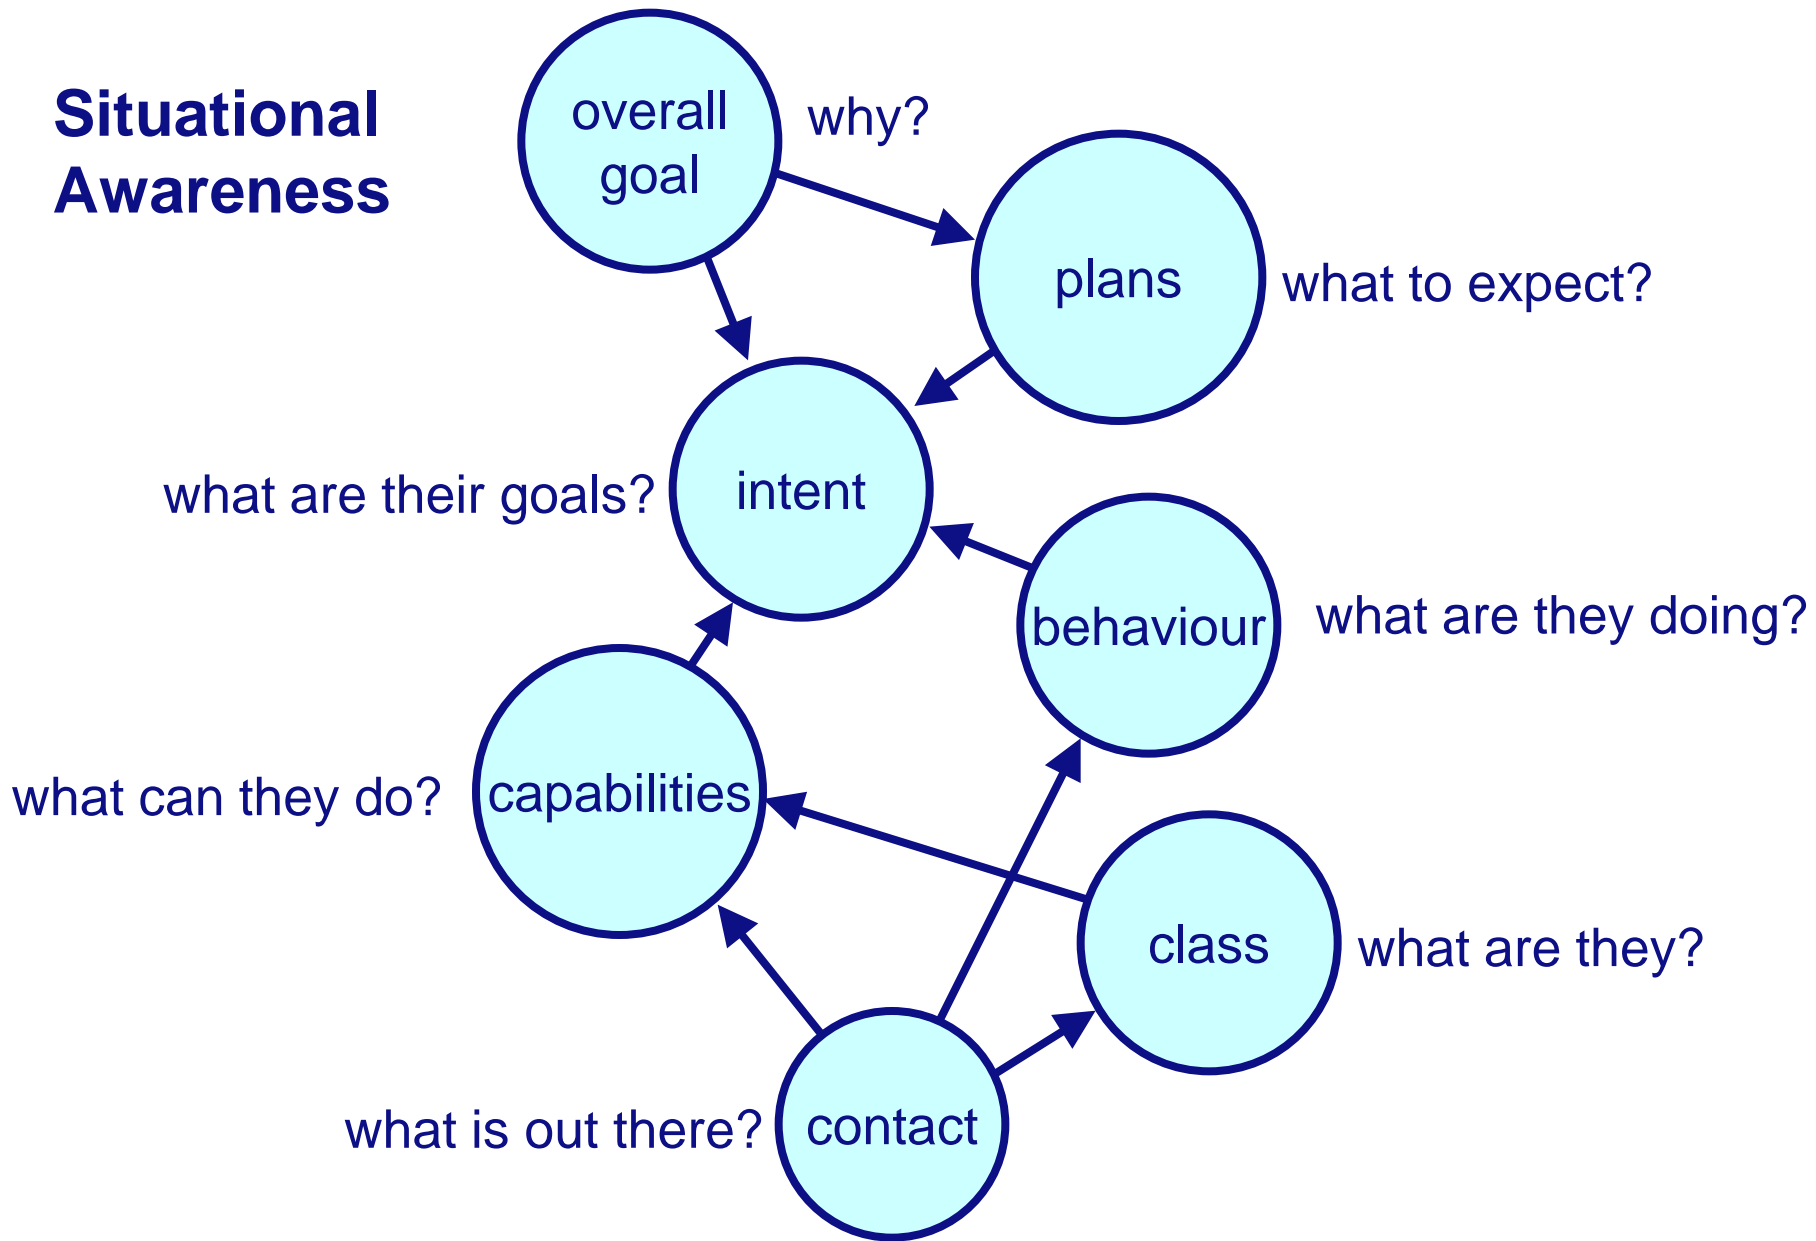 Situational
Awareness
overall
goal
why?
plans
what to expect?
what are their goals?
intent
behaviour
what are they doing?
what can they do?
capabilities
class
what are they?
what is out there?
contact